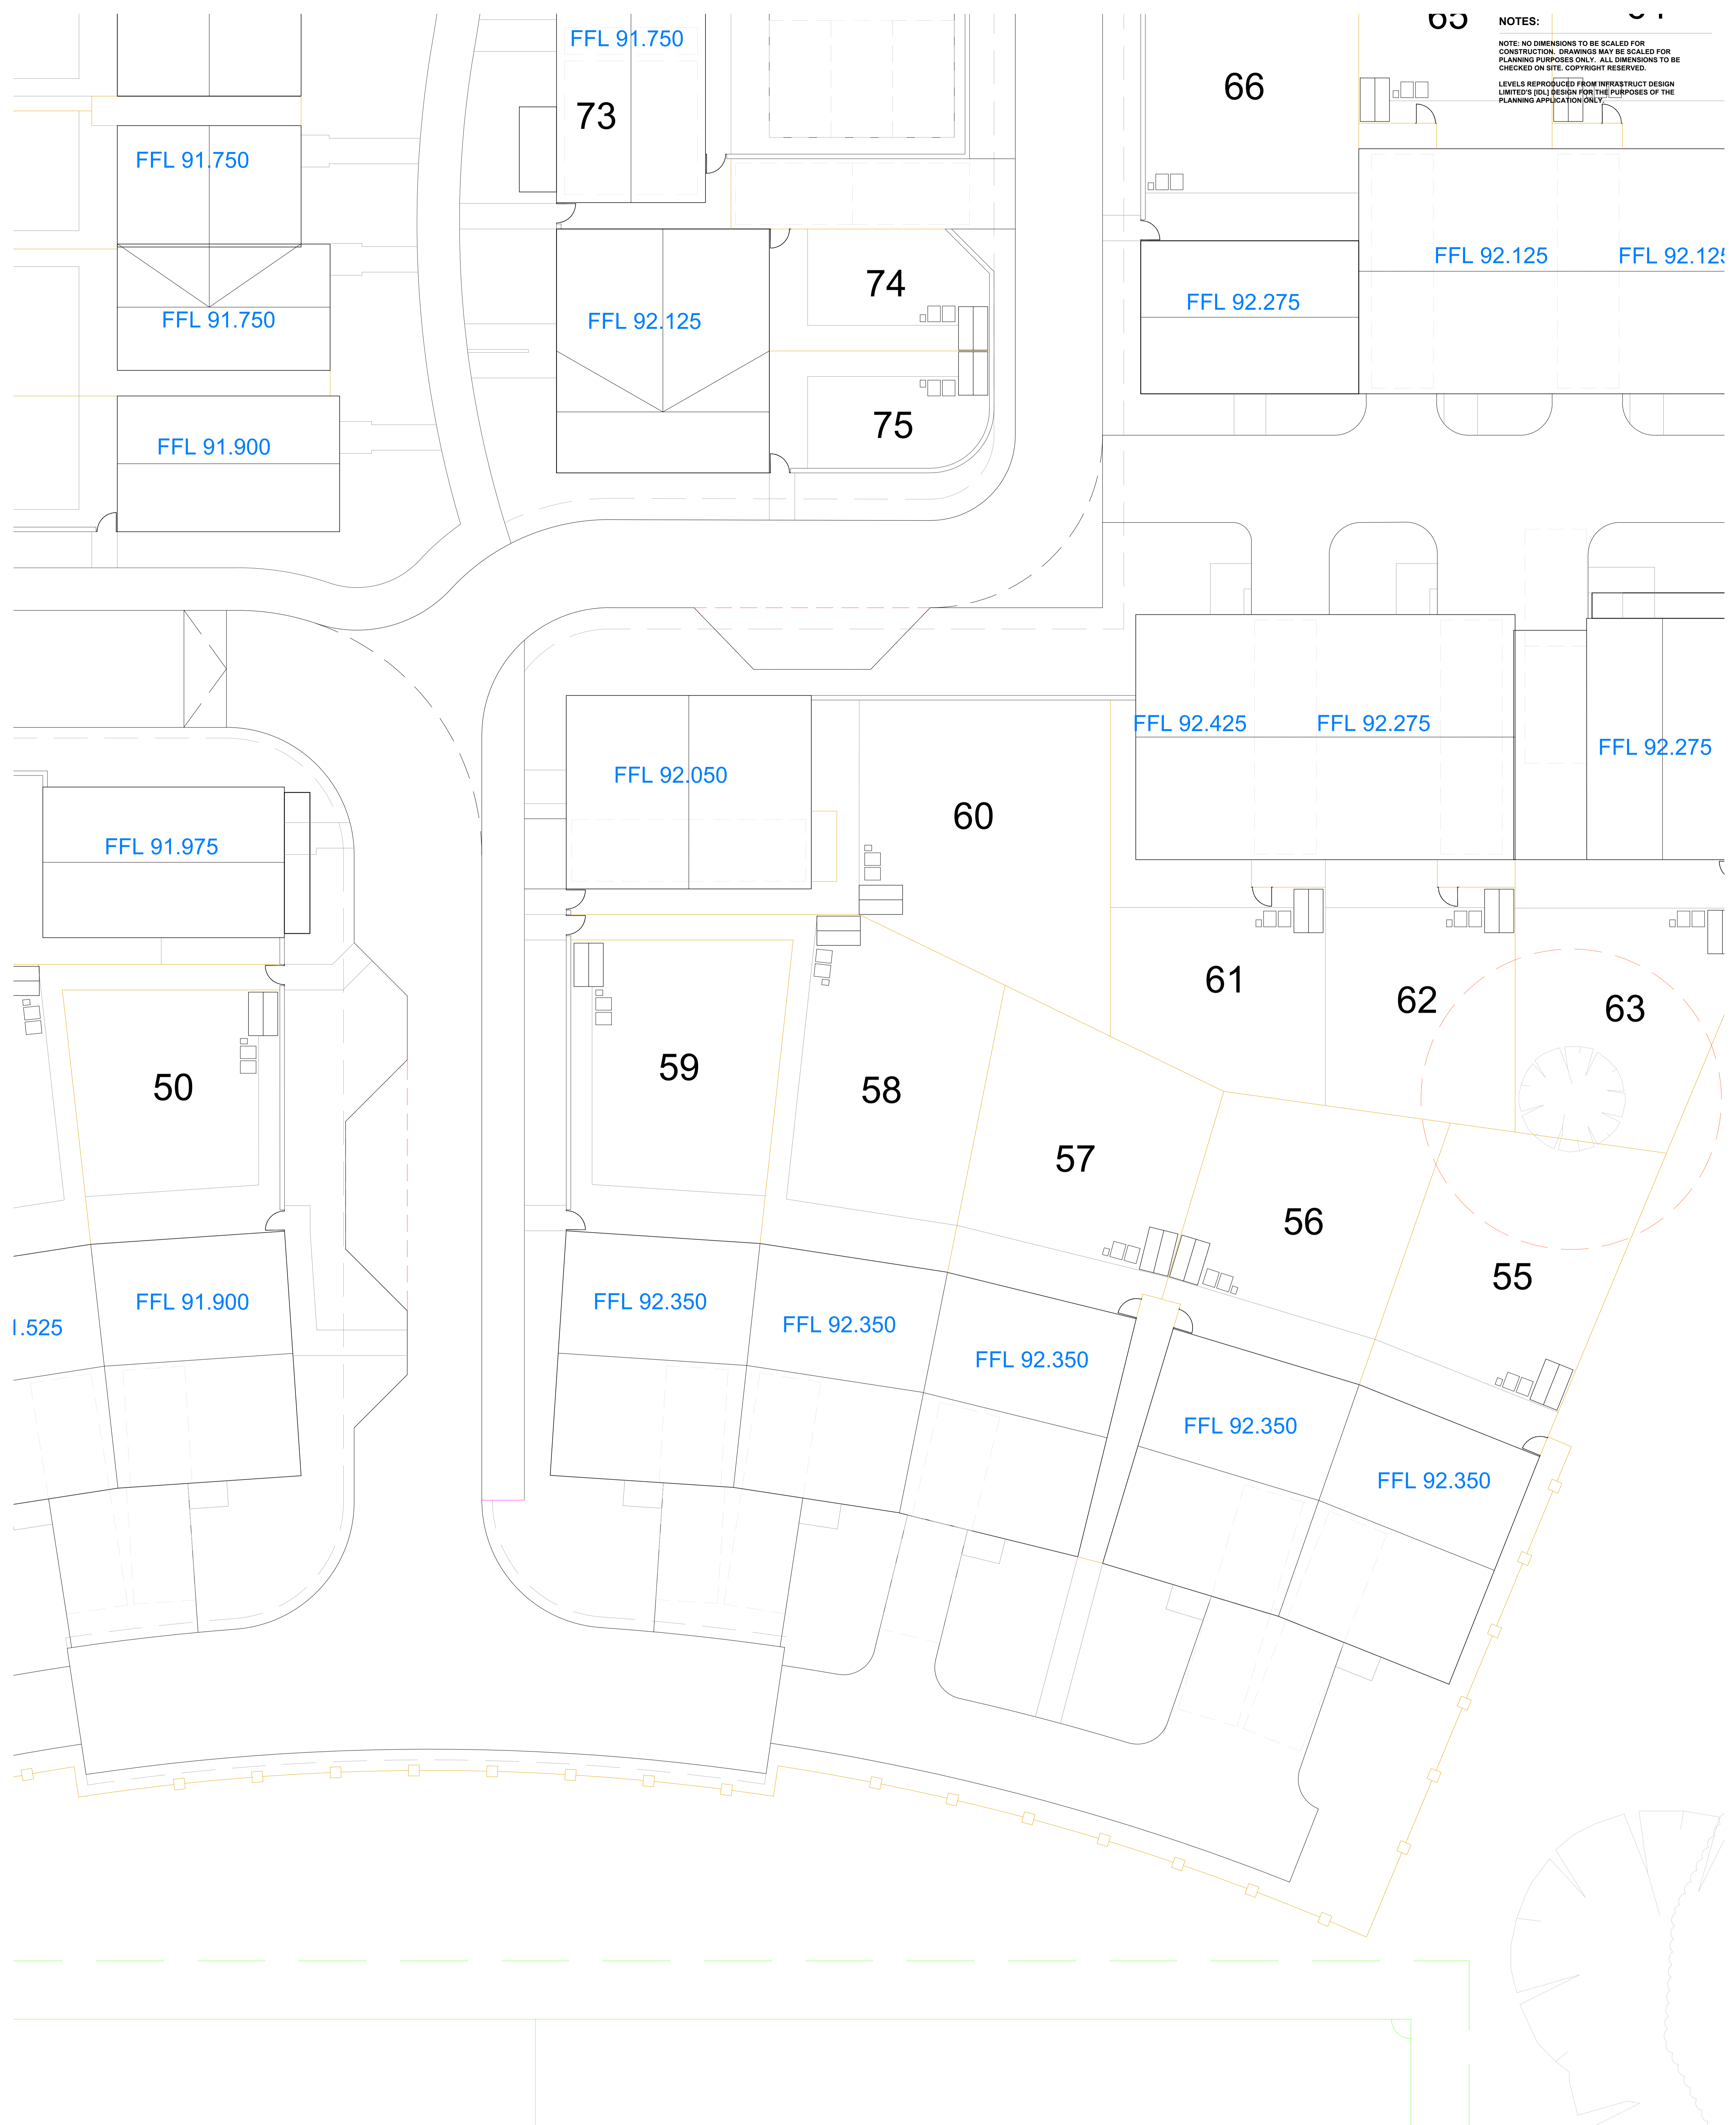 65
NOTES:
NOTE: NO DIMENSIONS TO BE SCALED FOR
CONSTRUCTION. DRAWINGS MAY BE SCALED FOR
PLANNING PURPOSES ONLY. ALL DIMENSIONS TO BE
CHECKED ON SITE. COPYRIGHT RESERVED.
LEVELS REPRODUCED FROM INFRASTRUCT DESIGN
LIMITED'S [IDL] DESIGN FOR THE PURPOSES OF THE
PLANNING APPLICATION ONLY.
FFL 91.750
66
73
FFL 91.750
FFL 92.125
FFL 92.125
74
FFL 92.275
FFL 91.750
FFL 92.125
75
FFL 91.900
FFL 92.425
FFL 92.275
FFL 92.275
FFL 92.050
60
FFL 91.975
61
62
63
59
50
58
57
56
55
FFL 91.900
FFL 92.350
1.525
FFL 92.350
FFL 92.350
FFL 92.350
FFL 92.350